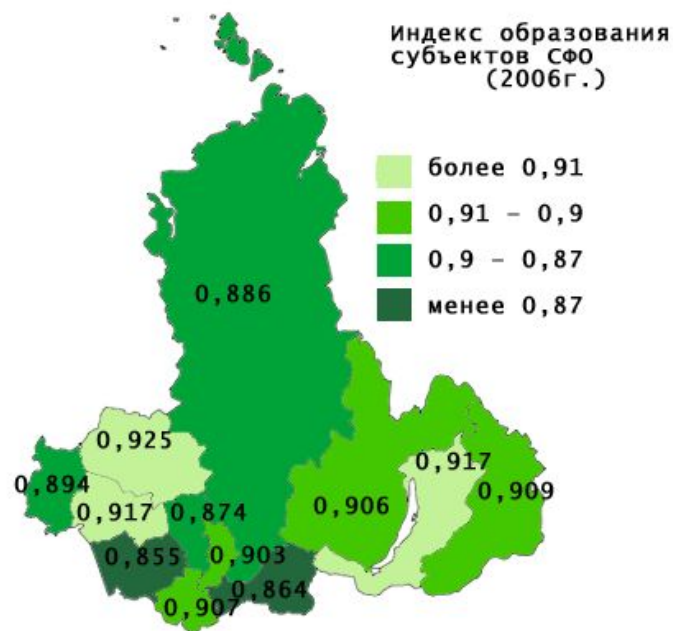 Индекс образования
субъектов СФО
(2006г.)
более 0,91
0,91 – 0,9
0,9 – 0,87
менее 0,87
0,886
0,925
0,917
0,894
0,909
0,906
0,917
0,874
0,855
0,903
0,864
0,907